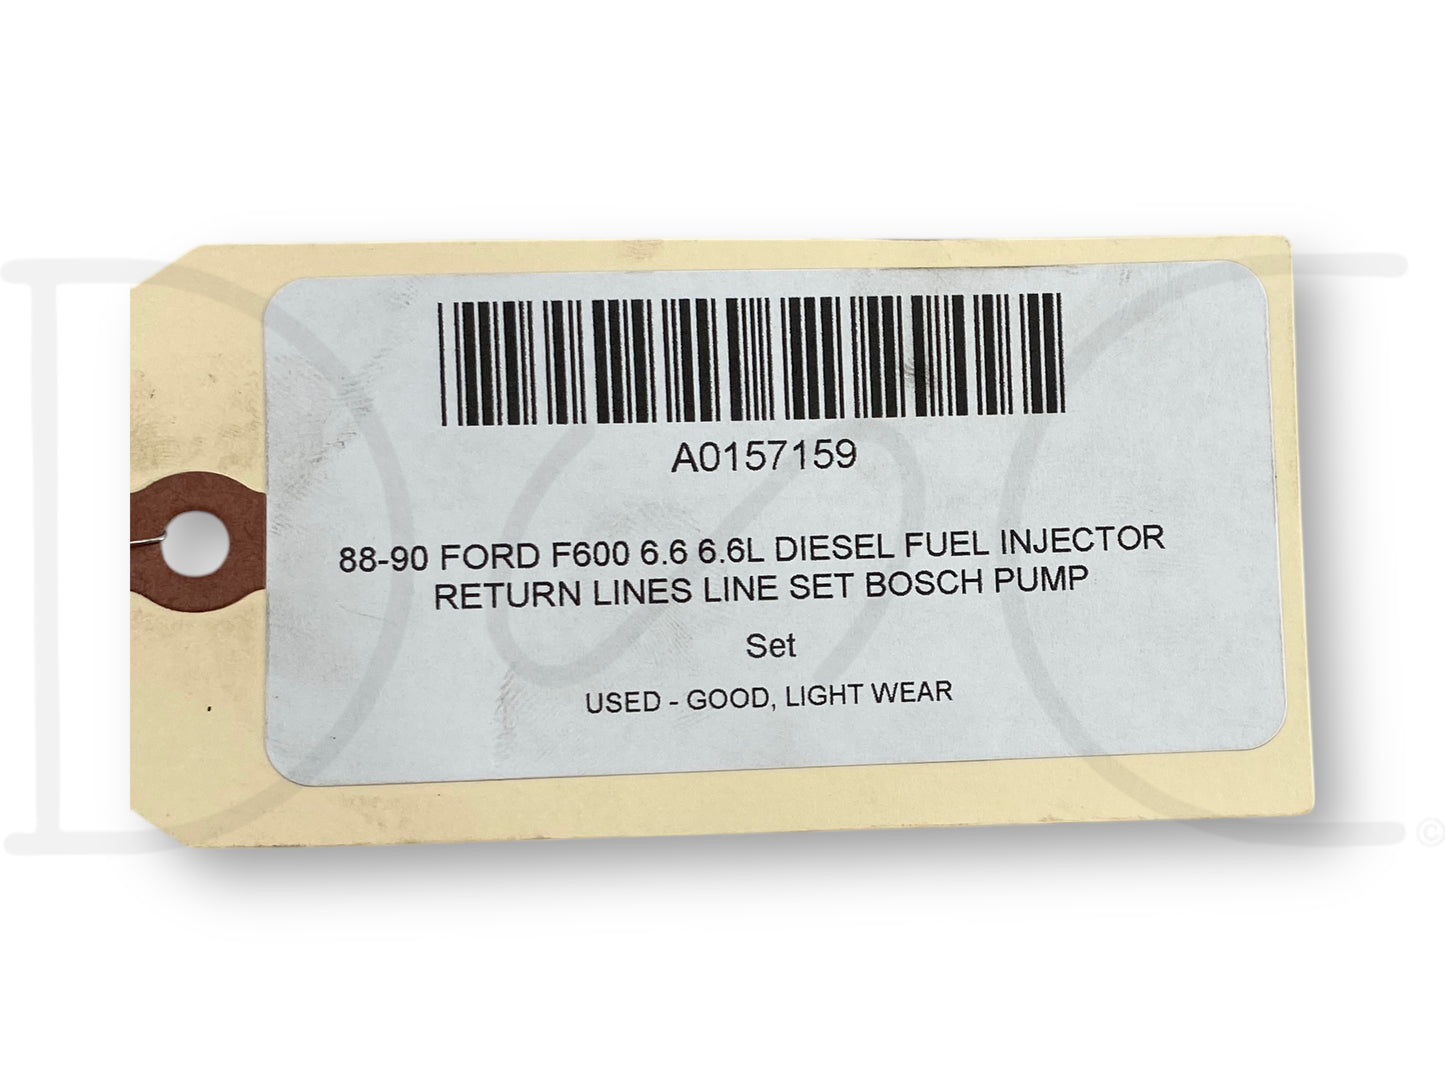 A0157159
88-90 FORD F600 6.6 6.6L DIESEL FUEL INJECTOR
RETURN LINES LINE SET BOSCH PUMP
Set
USED - GOOD, LIGHT WEAR
©